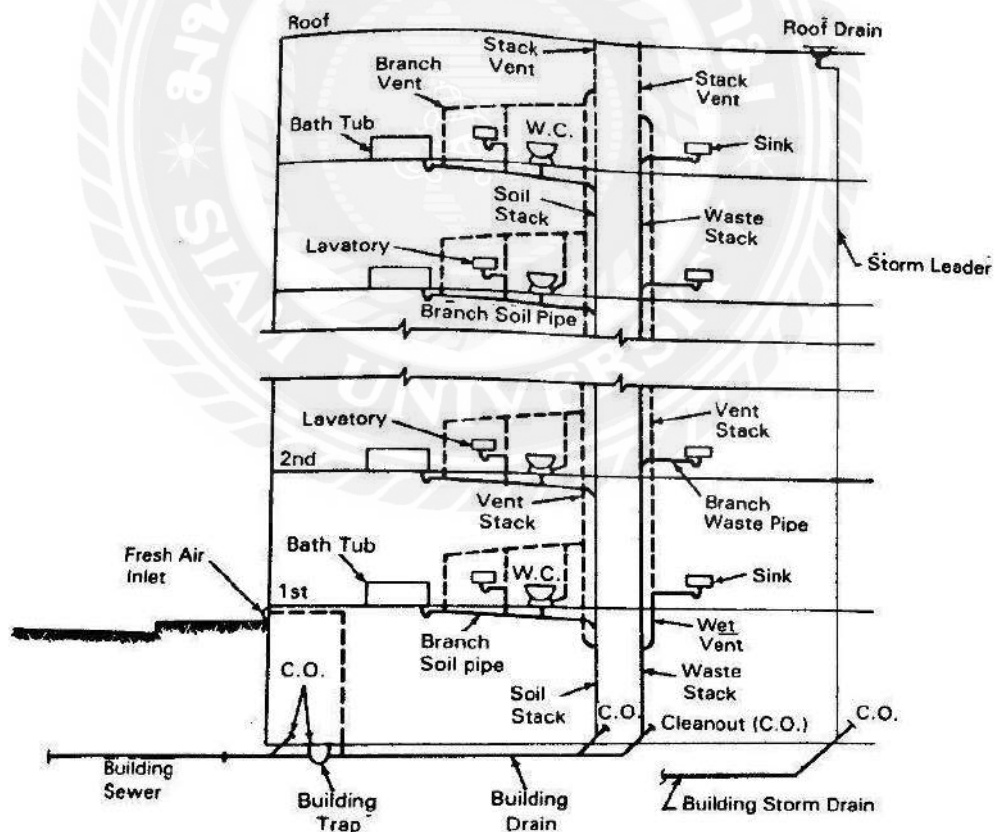 Roof
Stack
Vent
Roof Drain
Branch
Vent
Stack
Vent
Bath Tub
W.C.
Sink
Soil
Stack
Waste
Stack
Lavatory
Storm Leader
Branch Soil Pipe
Lavatory
Vent
Stack
2nd
Vent
Stack
Branch
Waste Pipe
Fresh Air
Inlet
Bath Tub
W.C.
Sink
1st
Branch
Soil pipe
Wet
Vent
C.O.
Soil
Stack
Waste
Stack
C.O.
Cleanout (C.O.)
C.O.
Building
Sewer
Building
Trap
Building
Drain
Building Storm Drain
SIAM UNIVERSITY